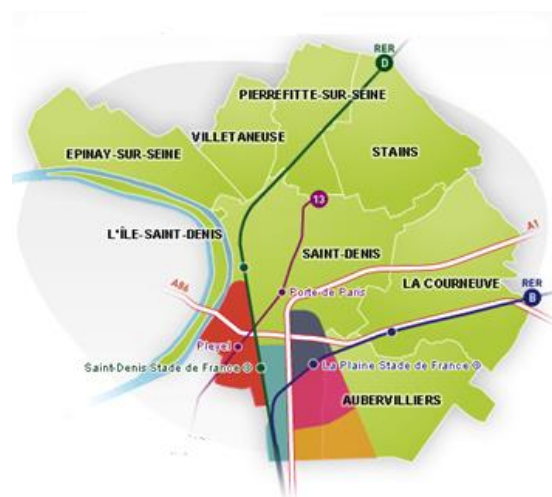 RER
D
PIERREFITTE-SUR-SEINE
VILLETANEUSE
EPINAY-SUR-SEINE
STAINS
13
L'ÎLE-SAINT-DENIS
SAINT-DENIS
A1
A86
LA COURNEUVE
RER
B
Porte de Paris
Pleyel
Saint-Denis Stade de France
La Plaine Stade de France
AUBERVILLIERS